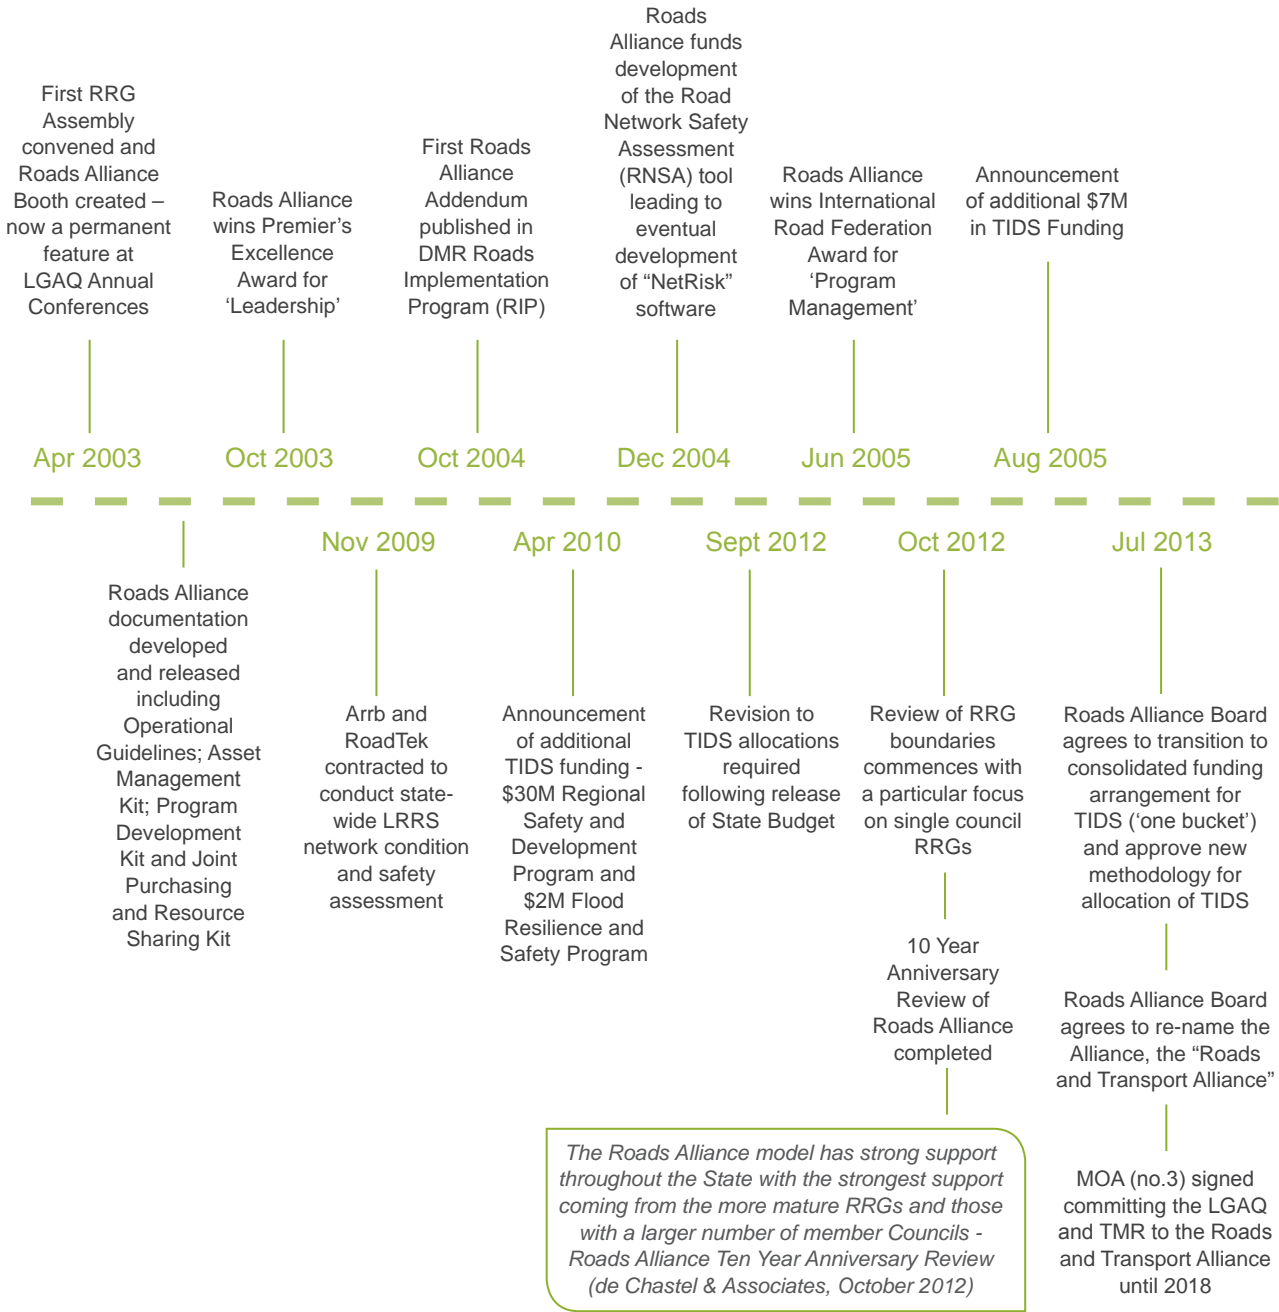 First RRG
Assembly
convened and
Roads Alliance
Booth created –
now a permanent
feature at
LGAQ Annual
Conferences
Apr 2003
Roads Alliance
wins Premier’s
Excellence
Award for
‘Leadership’
Oct 2003
First Roads
Alliance
Addendum
published in
DMR Roads
Implementation
Program (RIP)
Oct 2004
Roads
Alliance funds
development
of the Road
Network Safety
Assessment
(RNSA) tool
leading to
eventual
development
of “NetRisk”
software
Dec 2004
Roads Alliance
wins International
Road Federation
Award for
‘Program
Management’
Jun 2005
Announcement
of additional $7M
in TIDS Funding
Aug 2005
Roads Alliance
documentation
developed
and released
including
Operational
Guidelines; Asset
Management
Kit; Program
Development
Kit and Joint
Purchasing
and Resource
Sharing Kit
Nov 2009
Arrb and
RoadTek
contracted to
conduct state-
wide LRRS
network condition
and safety
assessment
Apr 2010
Announcement
of additional
TIDS funding -
$30M Regional
Safety and
Development
Program and
$2M Flood
Resilience and
Safety Program
Sept 2012
Revision to
TIDS allocations
required
following release
of State Budget
Oct 2012
Review of RRG
boundaries
commences with
a particular focus
on single council
RRGs
10 Year
Anniversary
Review of
Roads Alliance
completed
The Roads Alliance model has strong support
throughout the State with the strongest support
coming from the more mature RRGs and those
with a larger number of member Councils -
Roads Alliance Ten Year Anniversary Review
(de Chastel & Associates, October 2012)
Jul 2013
Roads Alliance Board
agrees to transition to
consolidated funding
arrangement for
TIDS (‘one bucket’)
and approve new
methodology for
allocation of TIDS
Roads Alliance Board
agrees to re-name the
Alliance, the “Roads
and Transport Alliance”
MOA (no.3) signed
committing the LGAQ
and TMR to the Roads
and Transport Alliance
until 2018